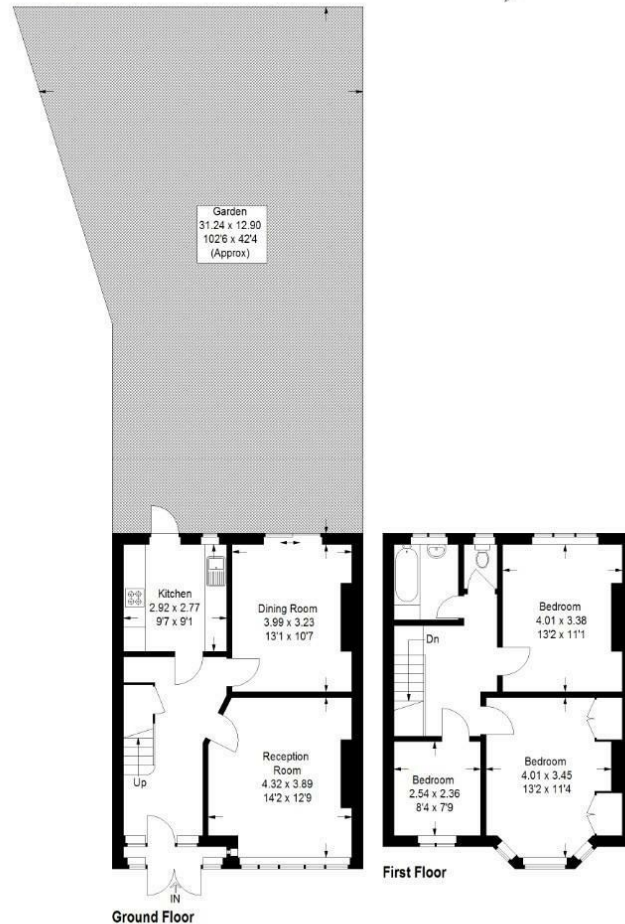 Garden
31.24 x 12.90
102'6 x 42'4
(Approx)
Kitchen
2.92 x 2.77
9'7 x 9'1
Dining Room
3.99 x 3.23
13'1 x 10'7
Reception
Room
4.32 x 3.89
14'2 x 12'9
Up
IN
Ground Floor
Dn
Bedroom
4.01 x 3.38
13'2 x 11'1
Bedroom
4.01 x 3.45
13'2 x 11'4
Bedroom
2.54 x 2.36
8'4 x 7'9
First Floor